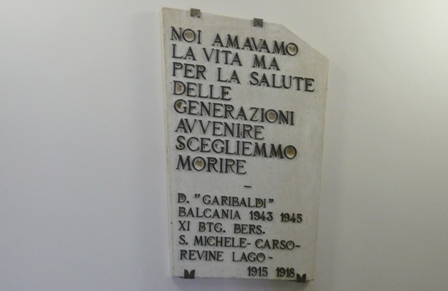 NOI AMAVAMO
LA VITA MA
PER LA SALUTE
DELLE
GENERAZIONI
AVVENIRE
SCEGLIEMMO
MORIRE
—
D. "GARIBALDI"
BALCANIA 1943 1945
XI BTG. BERS.
S. MICHELE - CARSO -
REVINE LAGO -
1915 1918